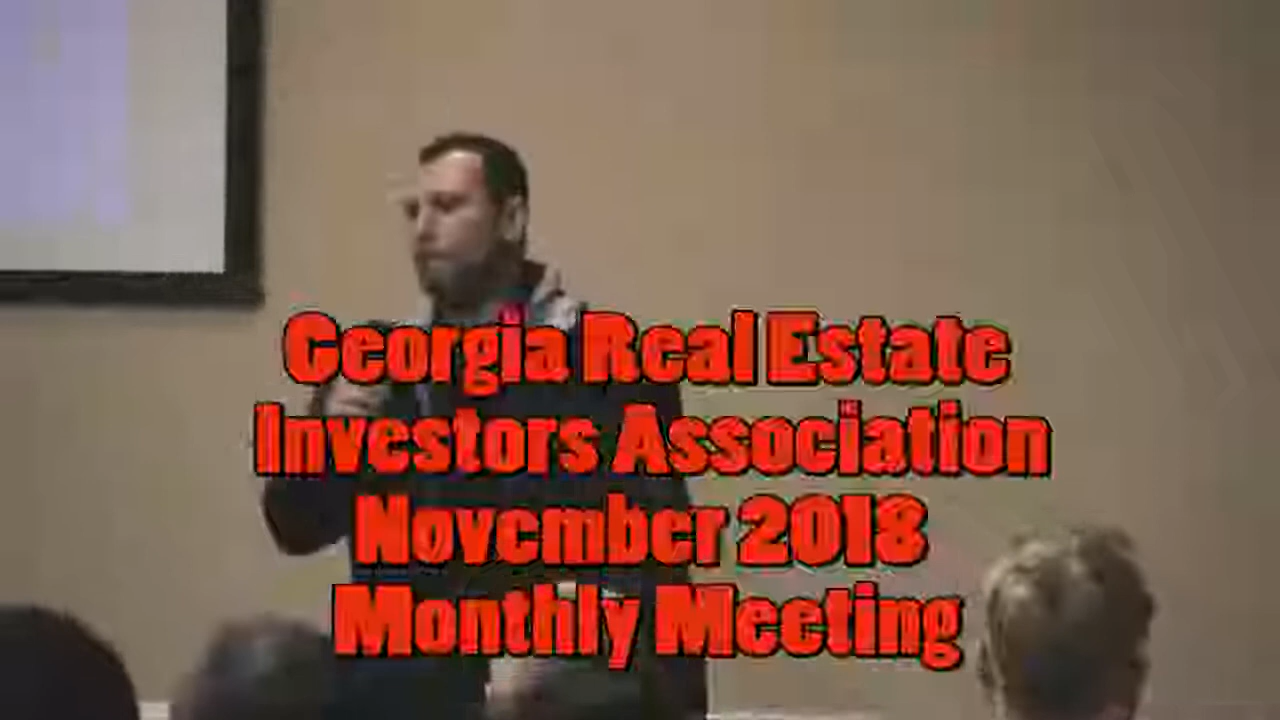 Georgia Real Estate
Investors Association
November 2018
Monthly Meeting